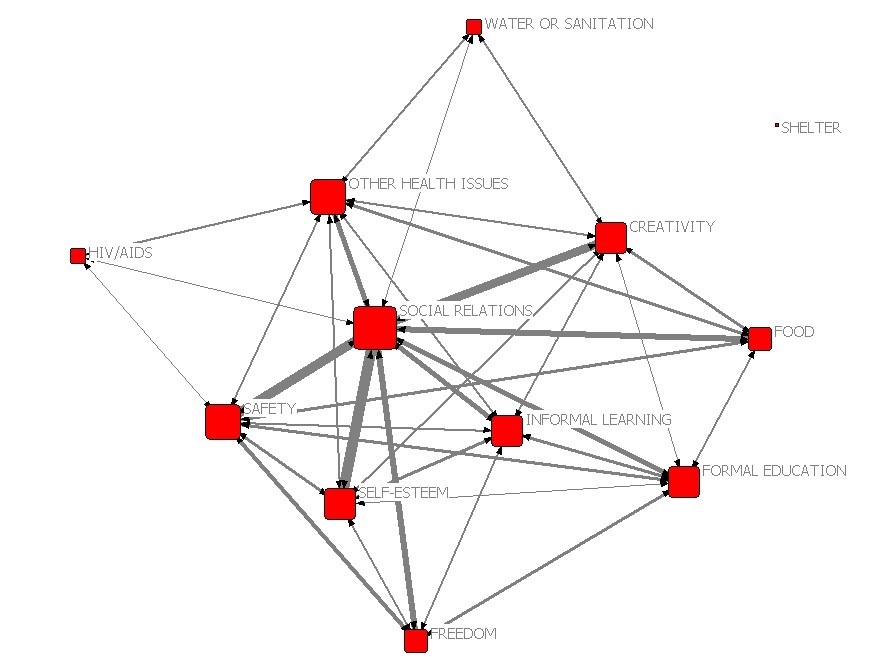 WATER OR SANITATION
SHELTER
OTHER HEALTH ISSUES
CREATIVITY
HIV/AIDS
SOCIAL RELATIONS
FOOD
SAFETY
INFORMAL LEARNING
FORMAL EDUCATION
SELF-ESTEEM
FREEDOM